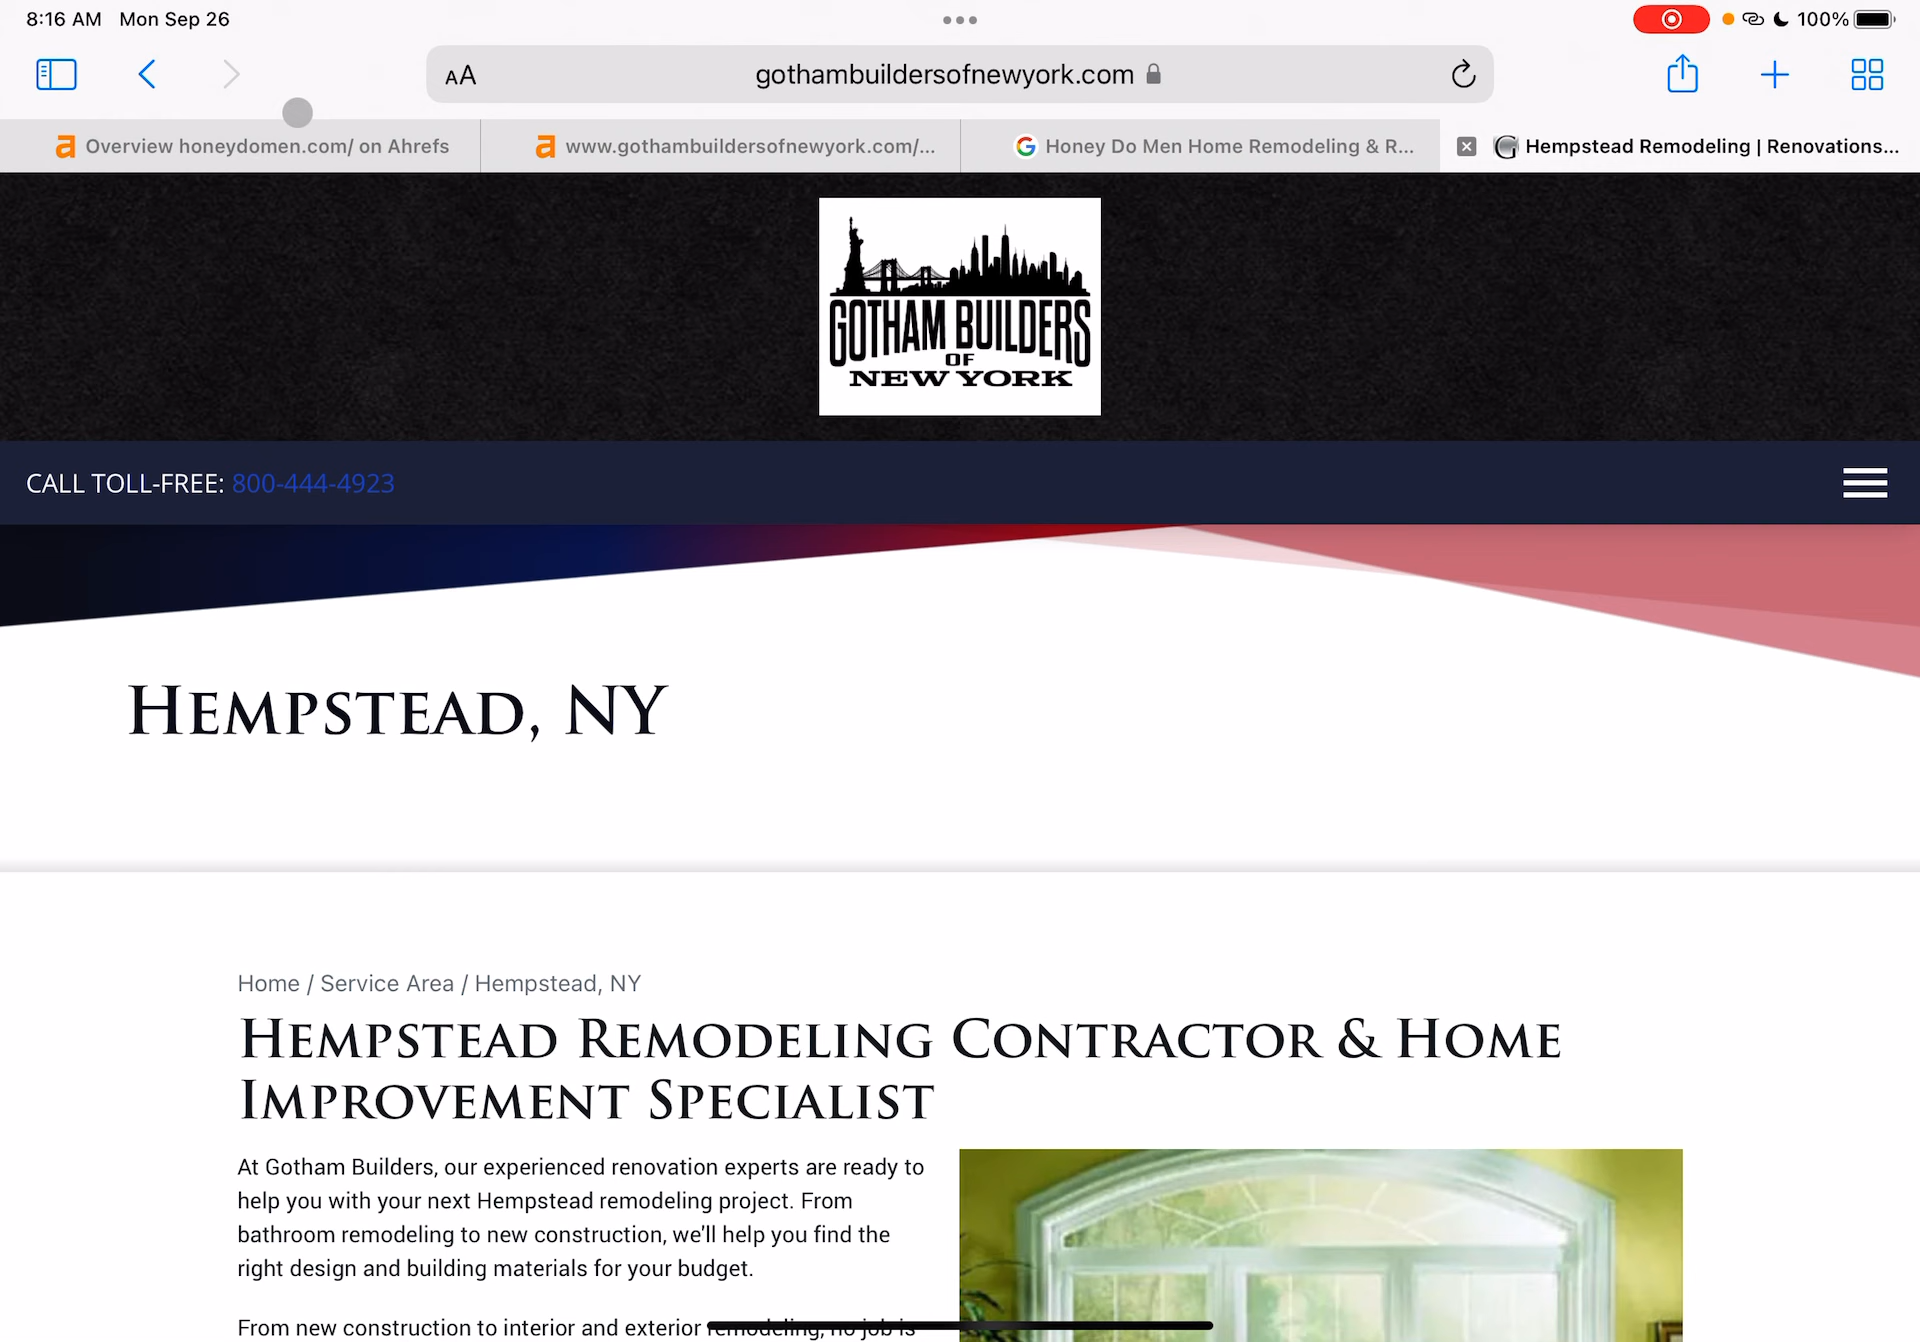 8:16 AM Mon Sep 26
100%
AA
gothambuildersofnewyork.com
Overview honeydomen.com/ on Ahrefs
www.gothambuildersofnewyork.com/...
Honey Do Men Home Remodeling & R...
Hempstead Remodeling | Renovations...
GOTHAM BUILDERS
OF
NEW YORK
CALL TOLL-FREE: 800-444-4923
HEMPSTEAD, NY
Home / Service Area / Hempstead, NY
HEMPSTEAD REMODELING CONTRACTOR & HOME
IMPROVEMENT SPECIALIST
At Gotham Builders, our experienced renovation experts are ready to
help you with your next Hempstead remodeling project. From
bathroom remodeling to new construction, we'll help you find the
right design and building materials for your budget.
From new construction to interior and exterior remodeling, no job is